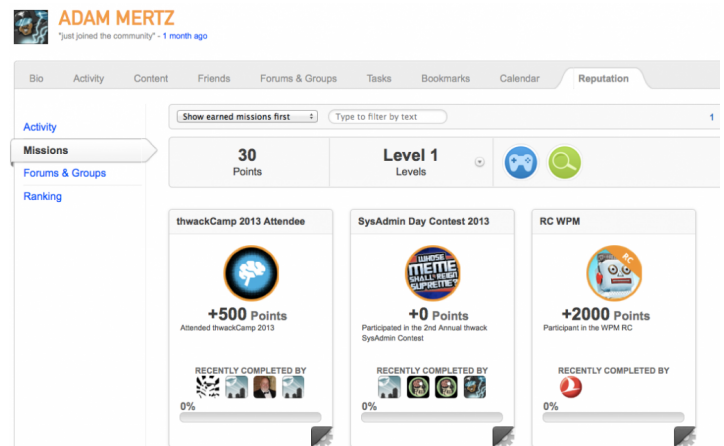 ADAM MERTZ
"just joined the community" - 1 month ago
Bio Activity Content Friends Forums & Groups Tasks Bookmarks Calendar Reputation
Activity
Missions
Forums & Groups
Ranking
Show earned missions first Type to filter by text 1
30 Level 1
Points Levels
thwackCamp 2013 Attendee
+500 Points
Attended thwackCamp 2013
RECENTLY COMPLETED BY
0%
SysAdmin Day Contest 2013
WHOSE
MEME
SHALL REIGN
SUPREME?
+0 Points
Participated in the 2nd Annual thwack
SysAdmin Contest
RECENTLY COMPLETED BY
0%
RC WPM
RC
+2000 Points
Participant in the WPM RC
RECENTLY COMPLETED BY
0%